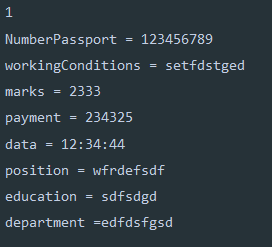 1
NumberPassport = 123456789
workingConditions = setfdstged
marks = 2333
payment = 234325
data = 12:34:44
position = wfrdefsdf
education = sdfsdgd
department =edfdsfgsd